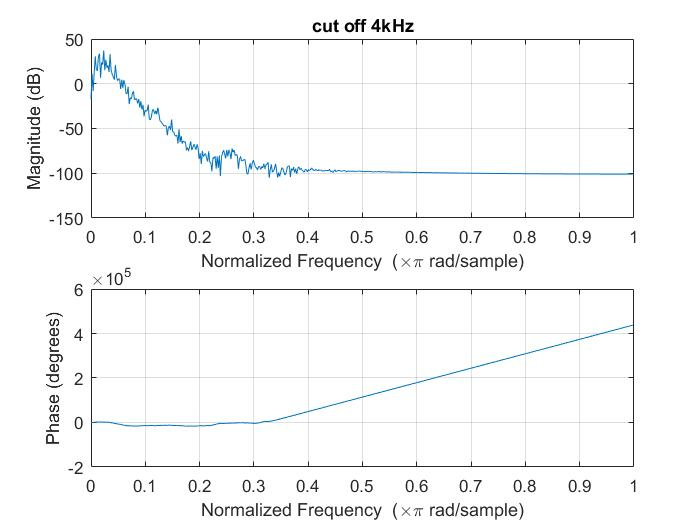 cut off 4kHz
50
0
-50
-100
-150
Magnitude (dB)
0 0.1 0.2 0.3 0.4 0.5 0.6 0.7 0.8 0.9 1
Normalized Frequency (×π rad/sample)
×10⁵
6
4
2
0
-2
Phase (degrees)
0 0.1 0.2 0.3 0.4 0.5 0.6 0.7 0.8 0.9 1
Normalized Frequency (×π rad/sample)